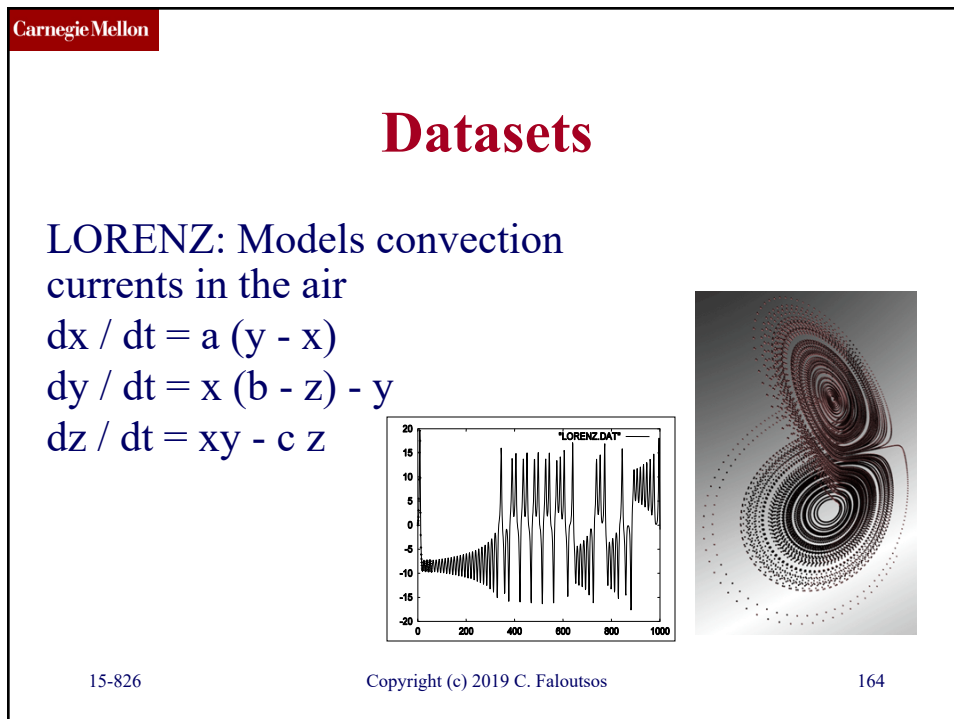 Carnegie Mellon
Datasets
LORENZ: Models convection
currents in the air
dx / dt = a (y - x)
dy / dt = x (b - z) - y
dz / dt = xy - c z
"LORENZ.DAT"
20
15
10
5
0
-5
-10
-15
-20
0 200 400 600 800 1000
15-826 Copyright (c) 2019 C. Faloutsos 164